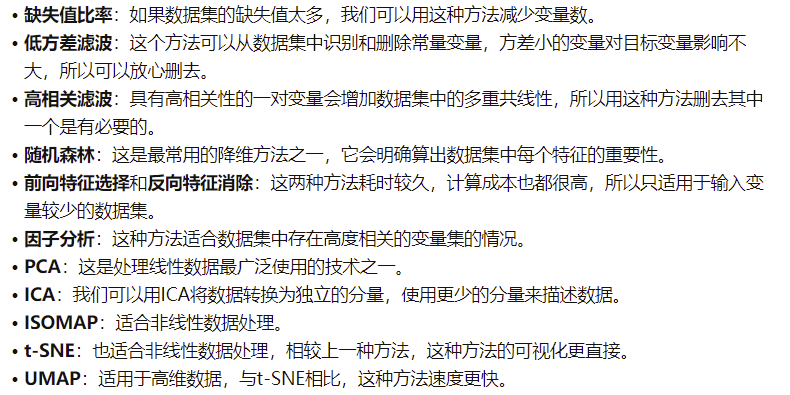 • 缺失值比率：如果数据集的缺失值太多，我们可以用这种方法减少变量数。
• 低方差滤波：这个方法可以从数据集中识别和删除常量变量，方差小的变量对目标变量影响不
大，所以可以放心删去。
• 高相关滤波：具有高相关性的一对变量会增加数据集中的多重共线性，所以用这种方法删去其中
一个是有必要的。
• 随机森林：这是最常用的降维方法之一，它会明确算出数据集中每个特征的重要性。
• 前向特征选择和反向特征消除：这两种方法耗时较久，计算成本也都很高，所以只适用于输入变
量较少的数据集。
• 因子分析：这种方法适合数据集中存在高度相关的变量集的情况。
• PCA：这是处理线性数据最广泛使用的技术之一。
• ICA：我们可以用ICA将数据转换为独立的分量，使用更少的分量来描述数据。
• ISOMAP：适合非线性数据处理。
• t-SNE：也适合非线性数据处理，相较上一种方法，这种方法的可视化更直接。
• UMAP：适用于高维数据，与t-SNE相比，这种方法速度更快。